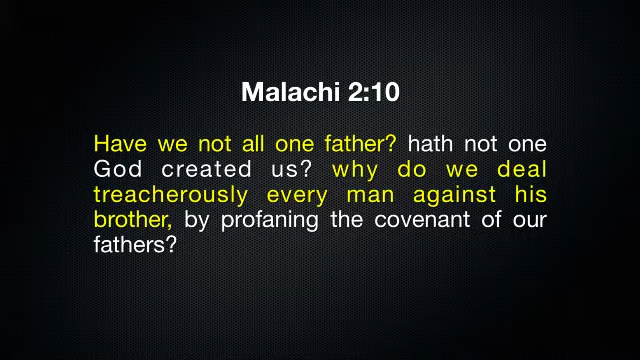 Malachi 2:10
Have we not all one father? hath not one
God created us? why do we deal
treacherously every man against his
brother, by profaning the covenant of our
fathers?